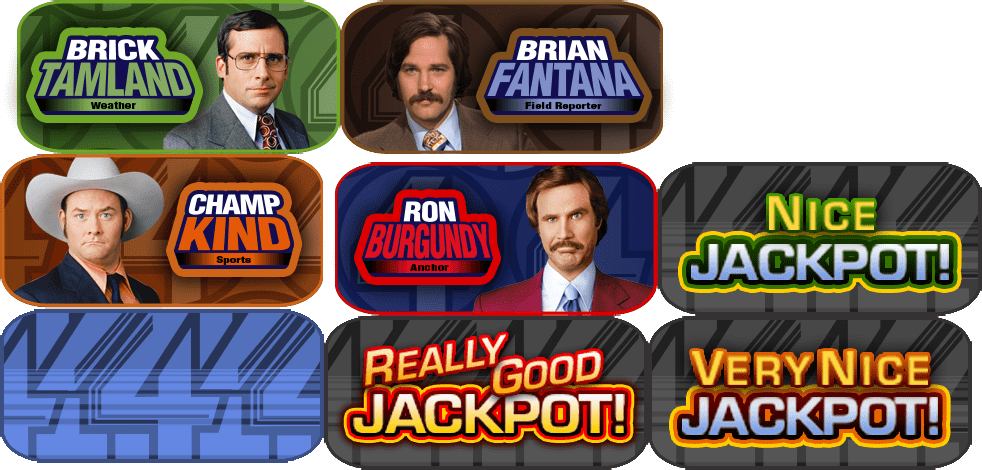 BRICK
TAMLAND
Weather
BRIAN
FANTANA
Field Reporter
CHAMP
KIND
Sports
RON
BURGUNDY
Anchor
NICE
JACKPOT!
REALLY GOOD
JACKPOT!
VERY NICE
JACKPOT!